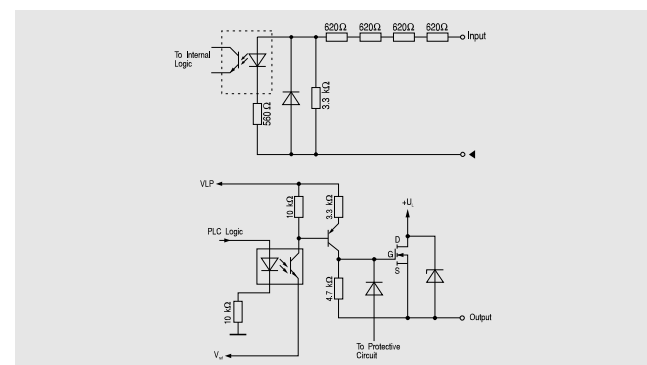 620Ω 620Ω 620Ω 620Ω
Input
To Internal
Logic
560Ω
3.3 kΩ
VLP
10 kΩ
3.3 kΩ
+U
PLC Logic
D
G
S
4.7 kΩ
10 kΩ
Output
To Protective
Circuit
V